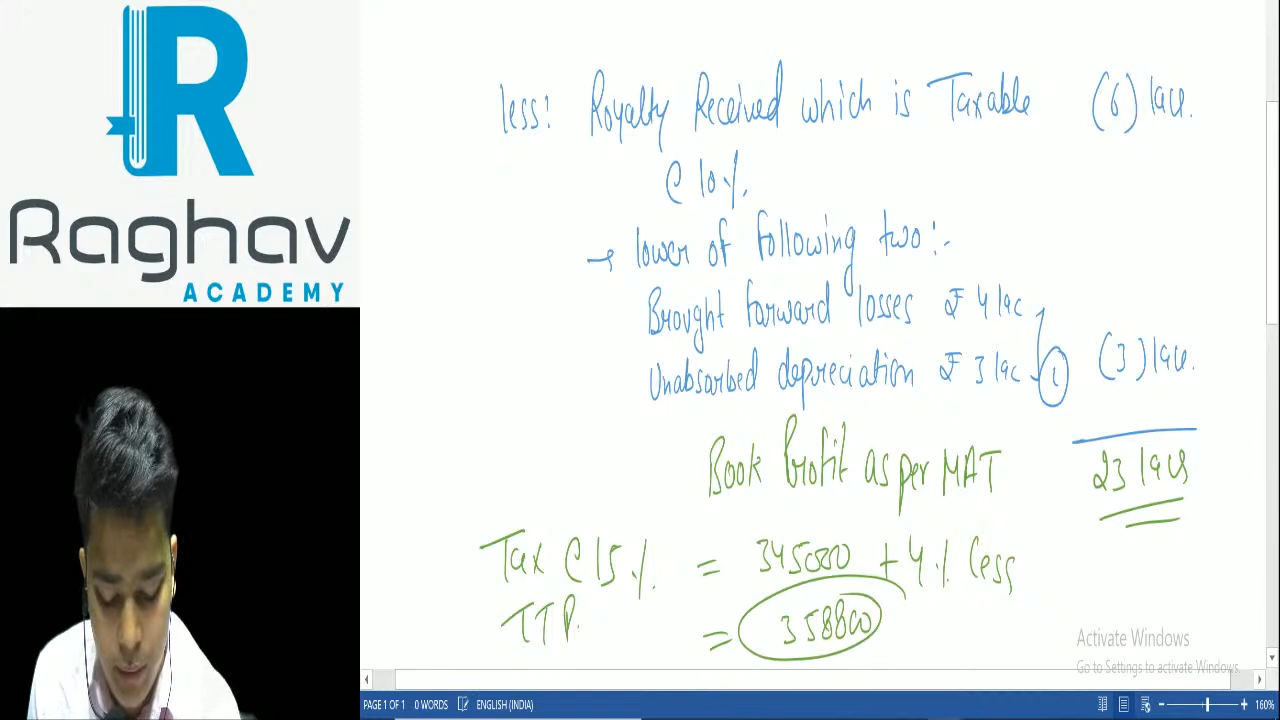 R
Raghav
ACADEMY
less: Royalty Received which is Taxable (6) lacs.
@ 10%.
→ lower of following two:-
Brought forward losses ₹ 4 lac
Unabsorbed depreciation ₹ 3 lac (3) lacs.
Book Profit as per MAT 23 lacs
Tax @ 15%. = 345000 + 4% Cess
TTP. = 358800
Activate Windows
Go to Settings to activate Windows.
PAGE 1 OF 1 0 WORDS ENGLISH (INDIA) 160%